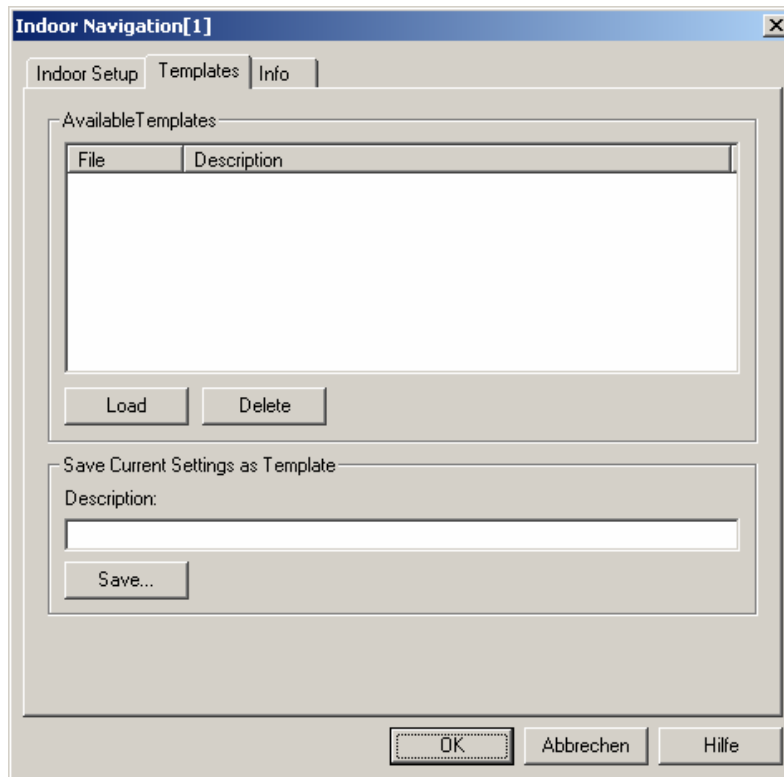 Indoor Navigation[1]
Indoor Setup Templates Info
AvailableTemplates
File Description
Load Delete
Save Current Settings as Template
Description:
Save...
OK Abbrechen Hilfe